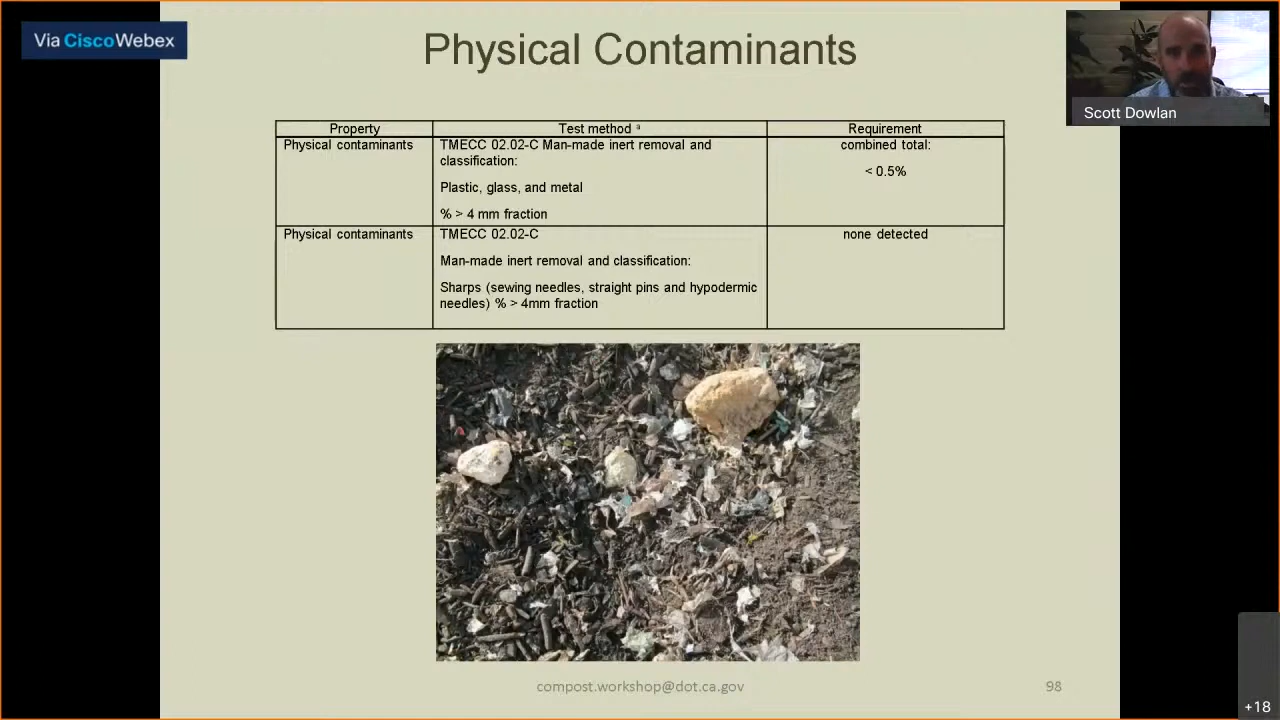 Via CiscoWebex
Physical Contaminants
Scott Dowlan
Property
Test method ᵃ
Requirement
Physical contaminants
TMECC 02.02-C Man-made inert removal and
classification:
Plastic, glass, and metal
% > 4 mm fraction
combined total:
< 0.5%
Physical contaminants
TMECC 02.02-C
Man-made inert removal and classification:
Sharps (sewing needles, straight pins and hypodermic
needles) % > 4mm fraction
none detected
compost.workshop@dot.ca.gov
98
+18